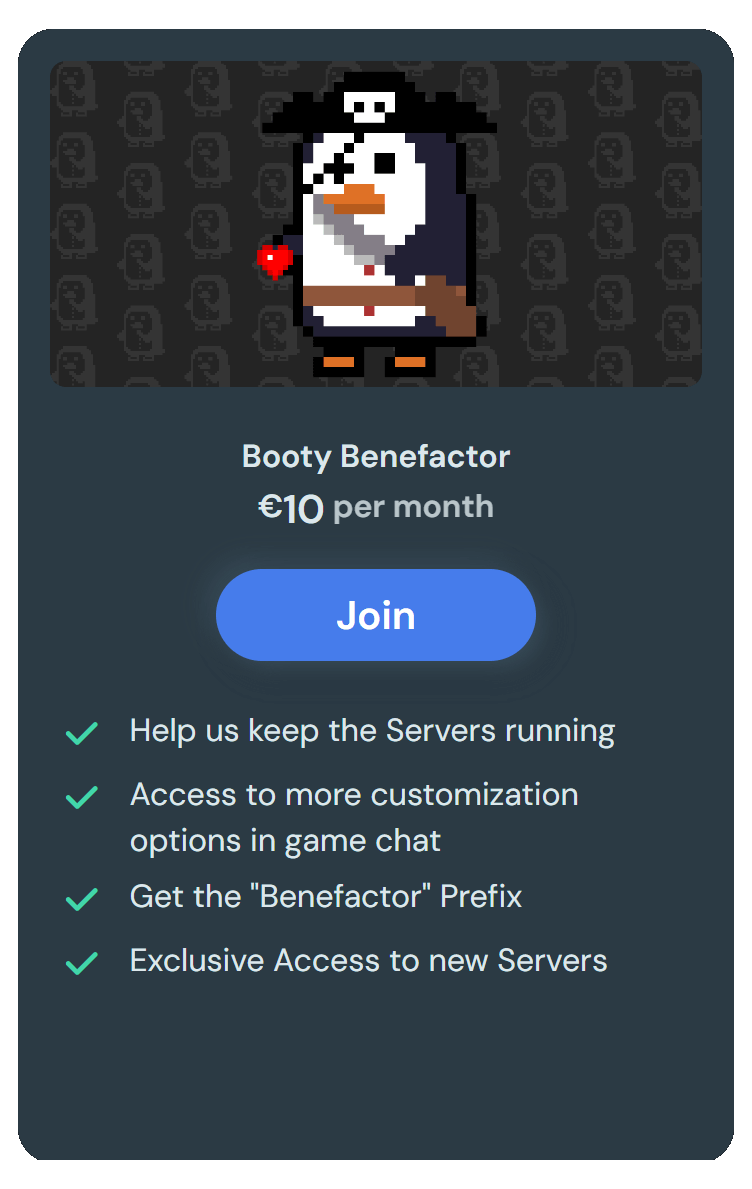 Booty Benefactor
€10 per month
Join
Help us keep the Servers running
Access to more customization
options in game chat
Get the "Benefactor" Prefix
Exclusive Access to new Servers